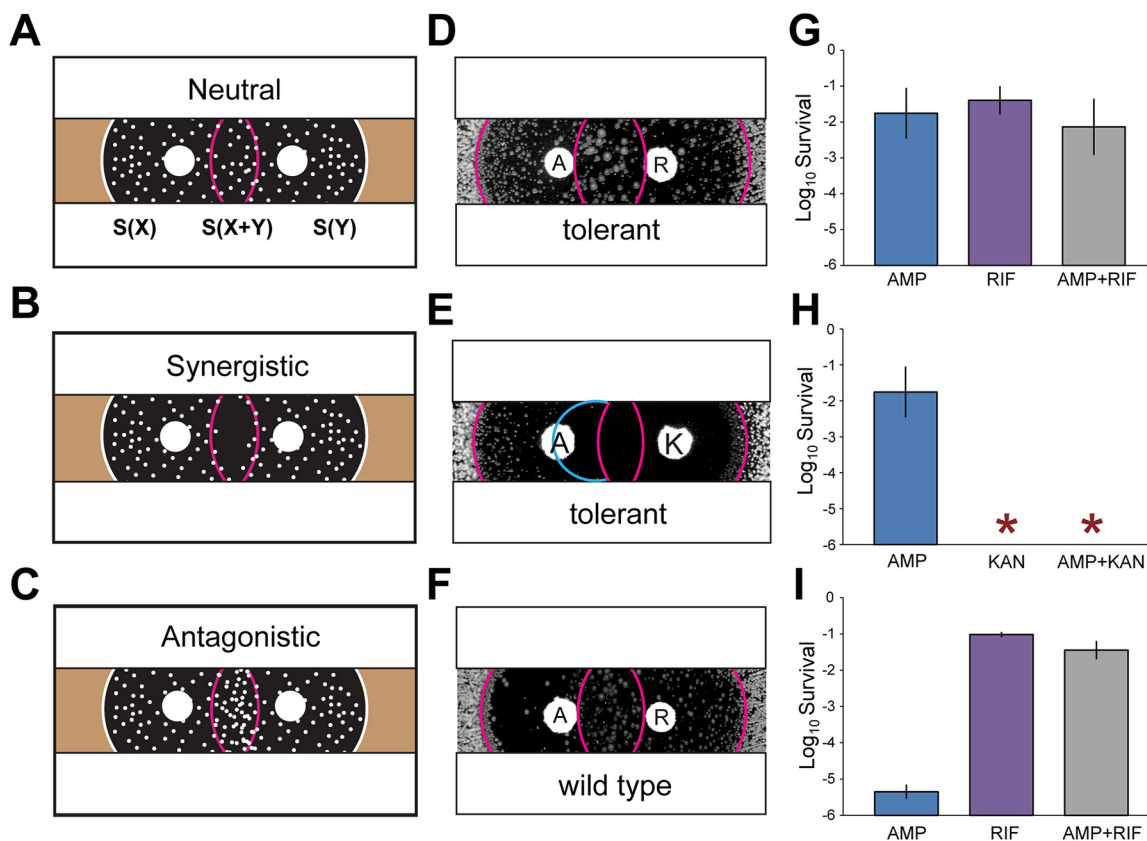 A
Neutral
S(X) S(X+Y) S(Y)
B
Synergistic
C
Antagonistic
D
A R
tolerant
E
A K
tolerant
F
A R
wild type
G
Log10 Survival
0
-1
-2
-3
-4
-5
-6
AMP RIF AMP+RIF
H
Log10 Survival
0
-1
-2
-3
-4
-5
-6
* *
AMP KAN AMP+KAN
I
Log10 Survival
0
-1
-2
-3
-4
-5
-6
AMP RIF AMP+RIF